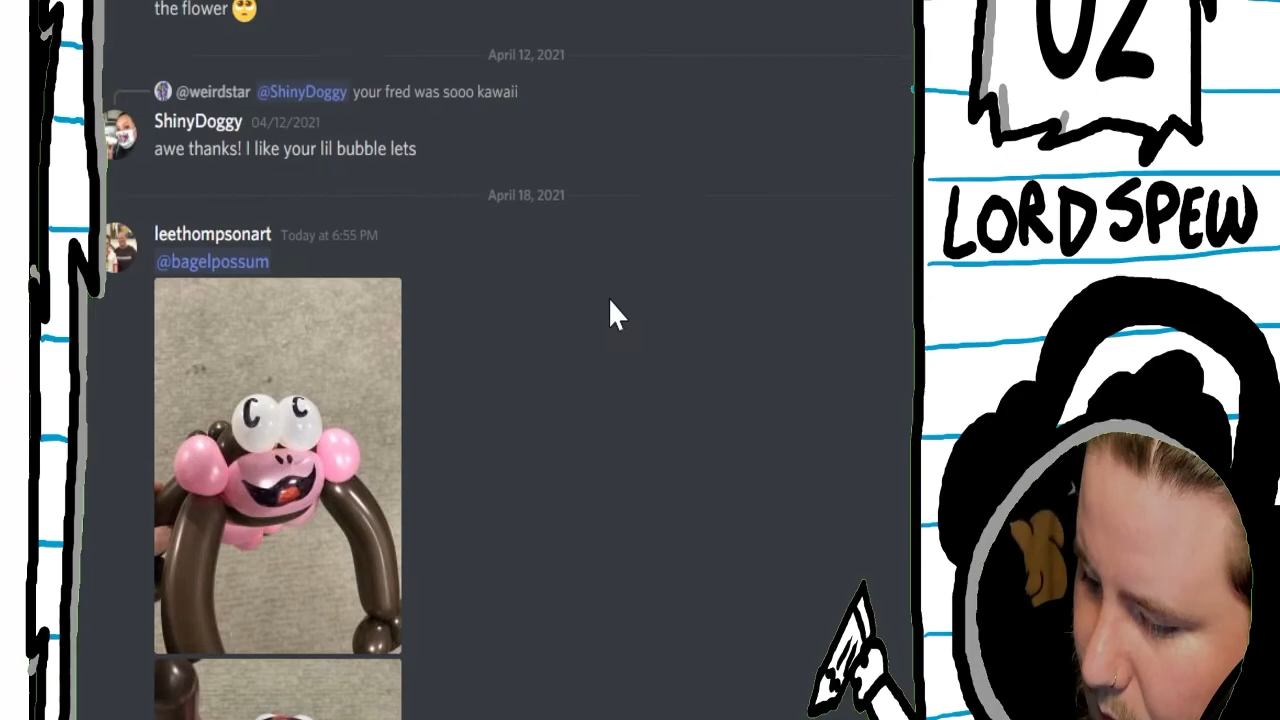 the flower 🥺
April 12, 2021
@weirdstar @ShinyDoggy your fred was sooo kawaii
ShinyDoggy 04/12/2021
awe thanks! I like your lil bubble lets
April 18, 2021
leethompsonart Today at 6:55 PM
@bagelpossum
02
LORD SPEW